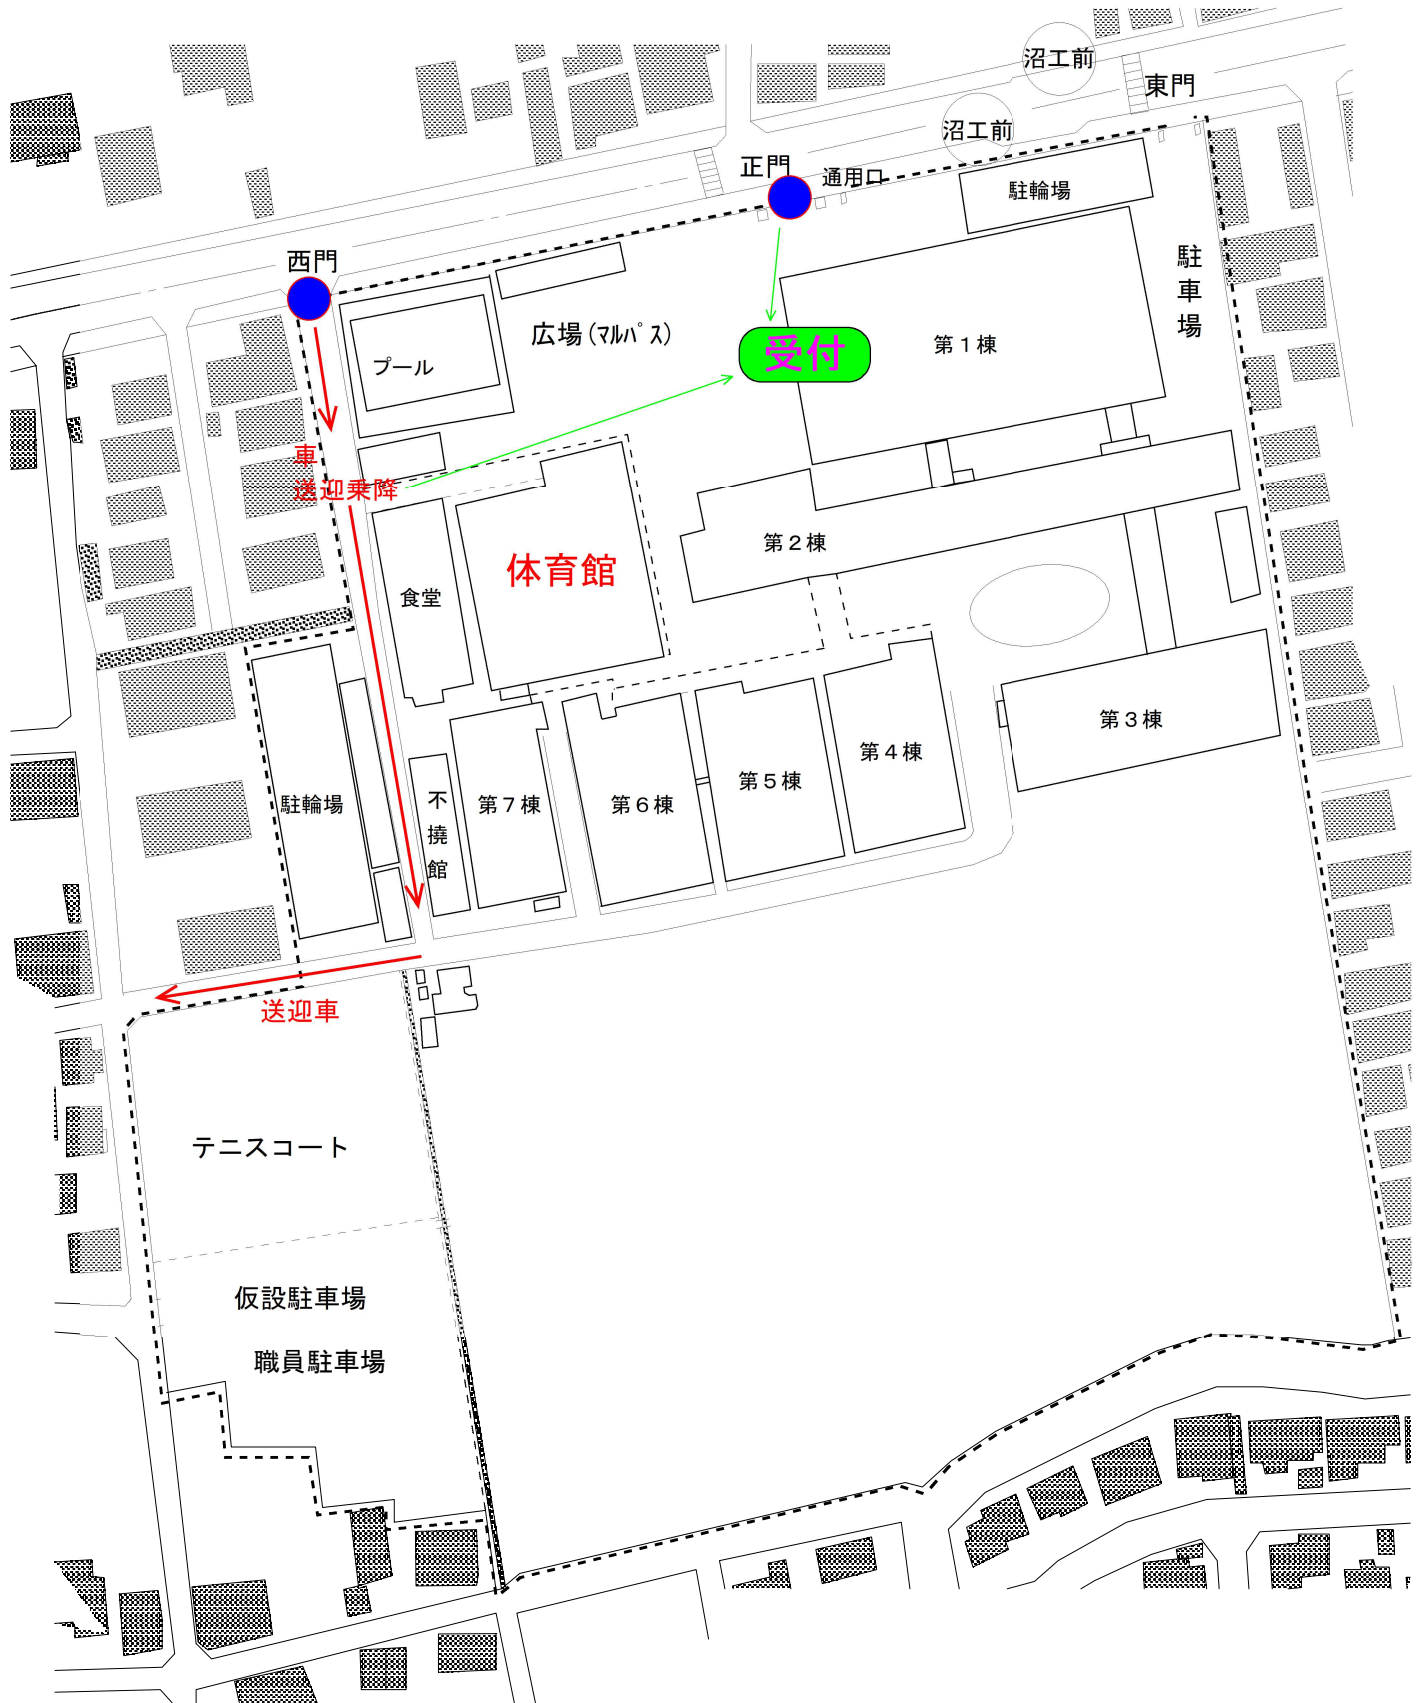 沼工前
東門
沼工前
正門
通用口
駐輪場
西門
駐
車
場
広場(ﾏﾙﾊﾟｽ)
第１棟
受付
プール
車
送迎乗降
第２棟
体育館
食堂
第３棟
第４棟
第５棟
第６棟
第７棟
不
撓
館
駐輪場
送迎車
テニスコート
仮設駐車場
職員駐車場